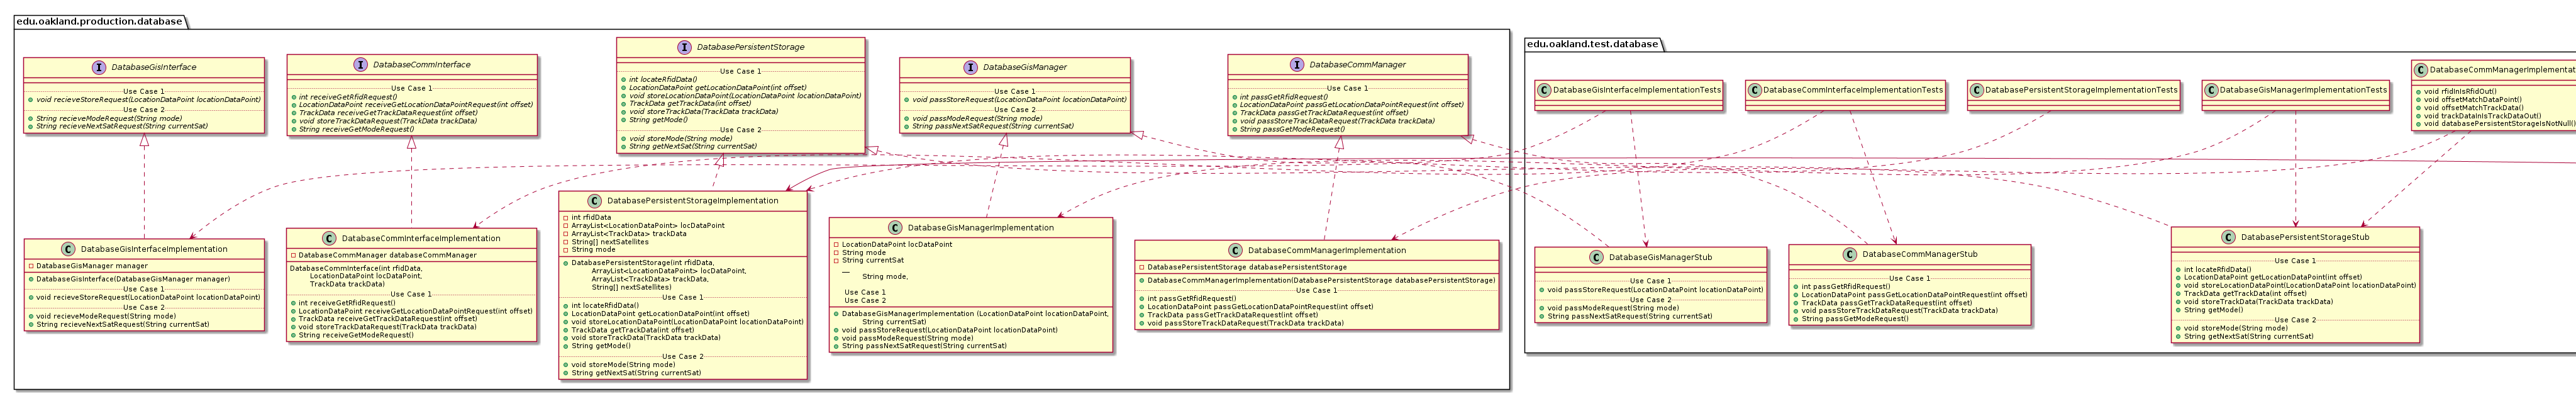 edu.oakland.production.database
DatabaseGisInterface
Use Case 1
void recieveStoreRequest(LocationDataPoint locationDataPoint)
Use Case 2
String recieveModeRequest(String mode)
String recieveNextSatRequest(String currentSat)
DatabaseCommInterface
Use Case 1
int receiveGetRfidRequest()
LocationDataPoint receiveGetLocationDataPointRequest(int offset)
TrackData receiveGetTrackDataRequest(int offset)
void storeTrackDataRequest(TrackData trackData)
String receiveGetModeRequest()
DatabasePersistentStorage
Use Case 1
int locateRfidData()
LocationDataPoint getLocationDataPoint(int offset)
void storeLocationDataPoint(LocationDataPoint locationDataPoint)
TrackData getTrackData(int offset)
void storeTrackData(TrackData trackData)
String getMode()
Use Case 2
void storeMode(String mode)
String getNextSat(String currentSat)
DatabaseGisManager
Use Case 1
void passStoreRequest(LocationDataPoint locationDataPoint)
Use Case 2
void passModeRequest(String mode)
String passNextSatRequest(String currentSat)
DatabaseCommManager
Use Case 1
int passGetRfidRequest()
LocationDataPoint passGetLocationDataPointRequest(int offset)
TrackData passGetTrackDataRequest(int offset)
void passStoreTrackDataRequest(TrackData trackData)
String passGetModeRequest()
DatabaseGisInterfaceImplementation
DatabaseGisManager manager
DatabaseGisInterface(DatabaseGisManager manager)
Use Case 1
void recieveStoreRequest(LocationDataPoint locationDataPoint)
Use Case 2
void recieveModeRequest(String mode)
String recieveNextSatRequest(String currentSat)
DatabaseCommInterfaceImplementation
DatabaseCommManager databaseCommManager
DatabaseCommInterface(int rfidData,
LocationDataPoint locDataPoint,
TrackData trackData)
Use Case 1
int receiveGetRfidRequest()
LocationDataPoint receiveGetLocationDataPointRequest(int offset)
TrackData receiveGetTrackDataRequest(int offset)
void storeTrackDataRequest(TrackData trackData)
String receiveGetModeRequest()
DatabasePersistentStorageImplementation
int rfidData
ArrayList<LocationDataPoint> locDataPoint
ArrayList<TrackData> trackData
String[] nextSatellites
String mode
DatabasePersistentStorage(int rfidData,
ArrayList<LocationDataPoint> locDataPoint,
ArrayList<TrackData> trackData,
String[] nextSatellites)
Use Case 1
int locateRfidData()
LocationDataPoint getLocationDataPoint(int offset)
void storeLocationDataPoint(LocationDataPoint locationDataPoint)
TrackData getTrackData(int offset)
void storeTrackData(TrackData trackData)
String getMode()
Use Case 2
void storeMode(String mode)
String getNextSat(String currentSat)
DatabaseGisManagerImplementation
LocationDataPoint locDataPoint
String mode
String currentSat
__
String mode,
Use Case 1
Use Case 2
DatabaseGisManagerImplementation (LocationDataPoint locationDataPoint,
String currentSat)
void passStoreRequest(LocationDataPoint locationDataPoint)
void passModeRequest(String mode)
String passNextSatRequest(String currentSat)
DatabaseCommManagerImplementation
DatabasePersistentStorage databasePersistentStorage
DatabaseCommManagerImplementation(DatabasePersistentStorage databasePersistentStorage)
Use Case 1
int passGetRfidRequest()
LocationDataPoint passGetLocationDataPointRequest(int offset)
TrackData passGetTrackDataRequest(int offset)
void passStoreTrackDataRequest(TrackData trackData)
edu.oakland.test.database
DatabaseGisInterfaceImplementationTests
DatabaseCommInterfaceImplementationTests
DatabasePersistentStorageImplementationTests
DatabaseGisManagerImplementationTests
DatabaseCommManagerImplementat
void rfidInIsRfidOut()
void offsetMatchDataPoint()
void offsetMatchTrackData()
void trackDataInIsTrackDataOut()
void databasePersistentStorageIsNotNull()
DatabaseGisManagerStub
Use Case 1
void passStoreRequest(LocationDataPoint locationDataPoint)
Use Case 2
void passModeRequest(String mode)
String passNextSatRequest(String currentSat)
DatabaseCommManagerStub
Use Case 1
int passGetRfidRequest()
LocationDataPoint passGetLocationDataPointRequest(int offset)
TrackData passGetTrackDataRequest(int offset)
void passStoreTrackDataRequest(TrackData trackData)
String passGetModeRequest()
DatabasePersistentStorageStub
Use Case 1
int locateRfidData()
LocationDataPoint getLocationDataPoint(int offset)
void storeLocationDataPoint(LocationDataPoint locationDataPoint)
TrackData getTrackData(int offset)
void storeTrackData(TrackData trackData)
String getMode()
Use Case 2
void storeMode(String mode)
String getNextSat(String currentSat)